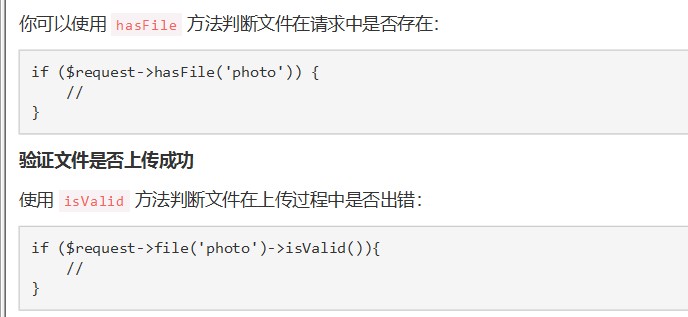 你可以使用 hasFile 方法判断文件在请求中是否存在：
if ($request->hasFile('photo')) {
    //
}
验证文件是否上传成功
使用 isValid 方法判断文件在上传过程中是否出错：
if ($request->file('photo')->isValid()){
    //
}